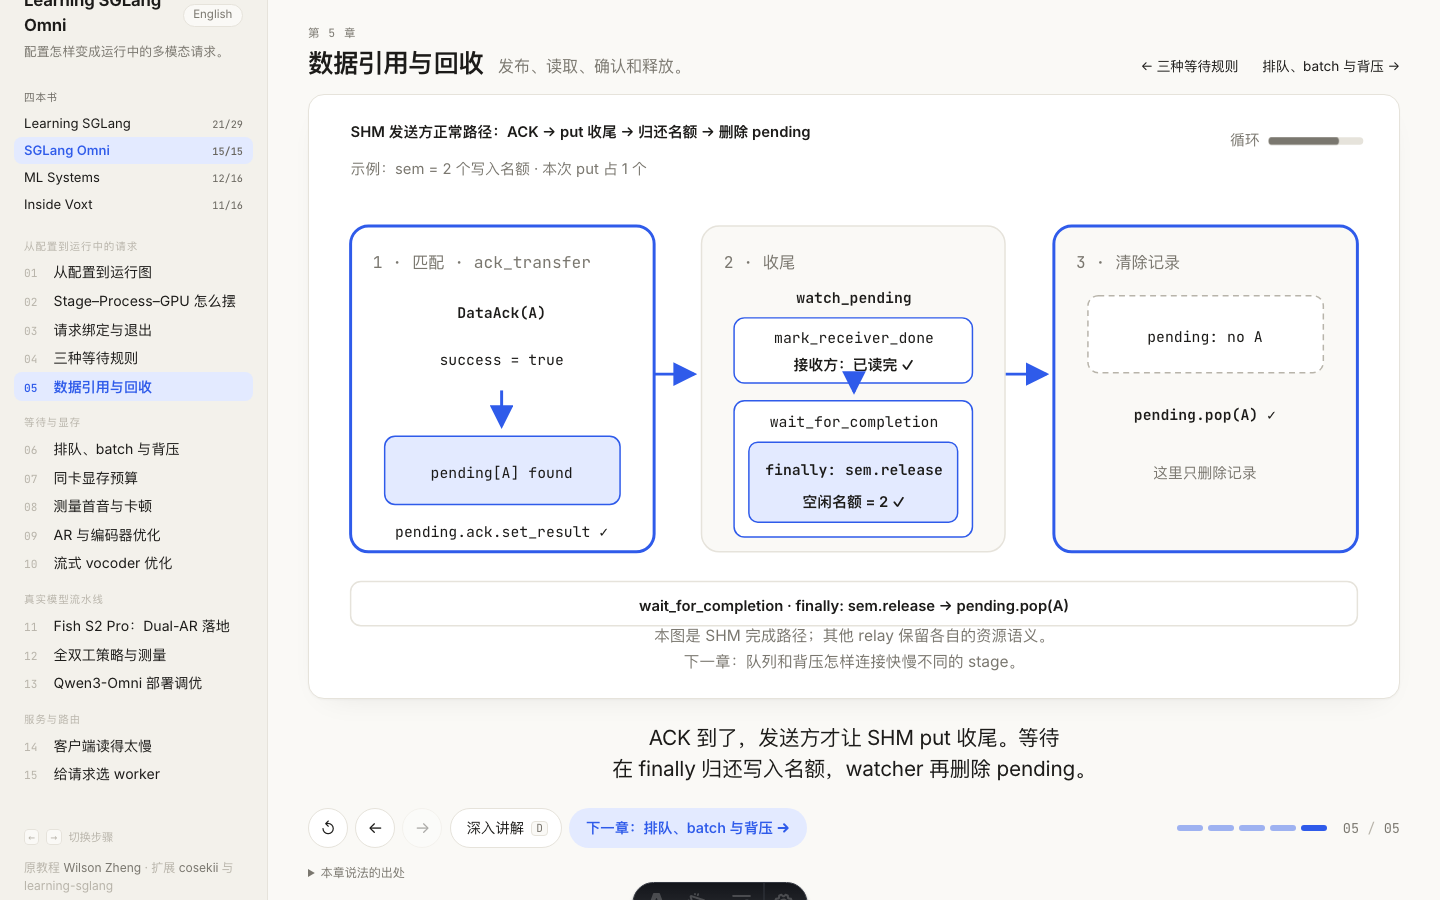 Learning SGLang
Omni
English
配置怎样变成运行中的多模态请求。
四本书
Learning SGLang 21/29
SGLang Omni 15/15
ML Systems 12/16
Inside Voxt 11/16
从配置到运行中的请求
01 从配置到运行图
02 Stage–Process–GPU 怎么摆
03 请求绑定与退出
04 三种等待规则
05 数据引用与回收
等待与显存
06 排队、batch 与背压
07 同卡显存预算
08 测量首音与卡顿
09 AR 与编码器优化
10 流式 vocoder 优化
真实模型流水线
11 Fish S2 Pro：Dual-AR 落地
12 全双工策略与测量
13 Qwen3-Omni 部署调优
服务与路由
14 客户端读得太慢
15 给请求选 worker
← → 切换步骤
原教程 Wilson Zheng · 扩展 cosekii 与
learning-sglang
第 5 章
数据引用与回收 发布、读取、确认和释放。
← 三种等待规则 排队、batch 与背压 →
SHM 发送方正常路径：ACK → put 收尾 → 归还名额 → 删除 pending
循环
示例：sem = 2 个写入名额 · 本次 put 占 1 个
1 · 匹配 · ack_transfer
DataAck(A)
success = true
pending[A] found
pending.ack.set_result ✓
2 · 收尾
watch_pending
mark_receiver_done
接收方：已读完 ✓
wait_for_completion
finally: sem.release
空闲名额 = 2 ✓
3 · 清除记录
pending: no A
pending.pop(A) ✓
这里只删除记录
wait_for_completion · finally: sem.release → pending.pop(A)
本图是 SHM 完成路径；其他 relay 保留各自的资源语义。
下一章：队列和背压怎样连接快慢不同的 stage。
ACK 到了，发送方才让 SHM put 收尾。等待
在 finally 归还写入名额，watcher 再删除 pending。
← → 深入讲解 D 下一章：排队、batch 与背压 →
05 / 05
▶ 本章说法的出处